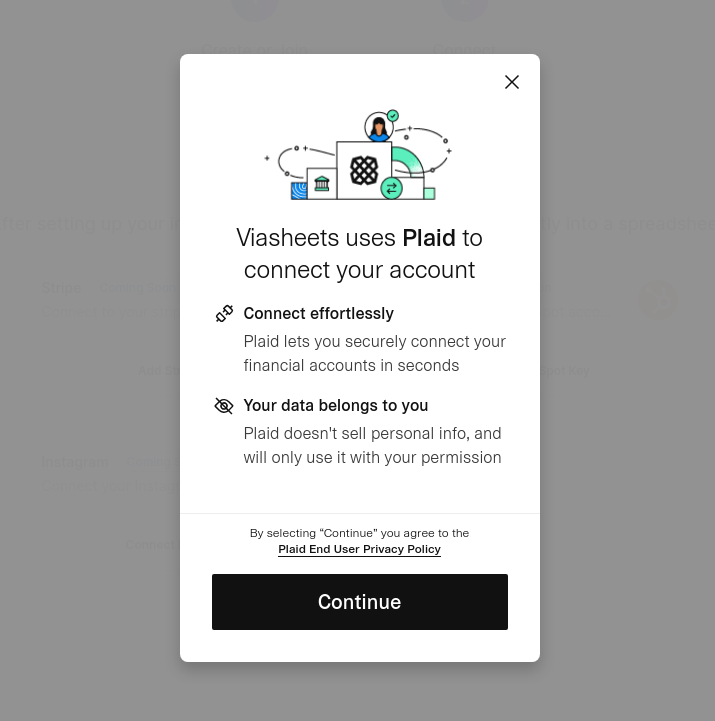 Viasheets uses Plaid to
connect your account
Connect effortlessly
Plaid lets you securely connect your
financial accounts in seconds
Your data belongs to you
Plaid doesn't sell personal info, and
will only use it with your permission
By selecting “Continue” you agree to the
Plaid End User Privacy Policy
Continue